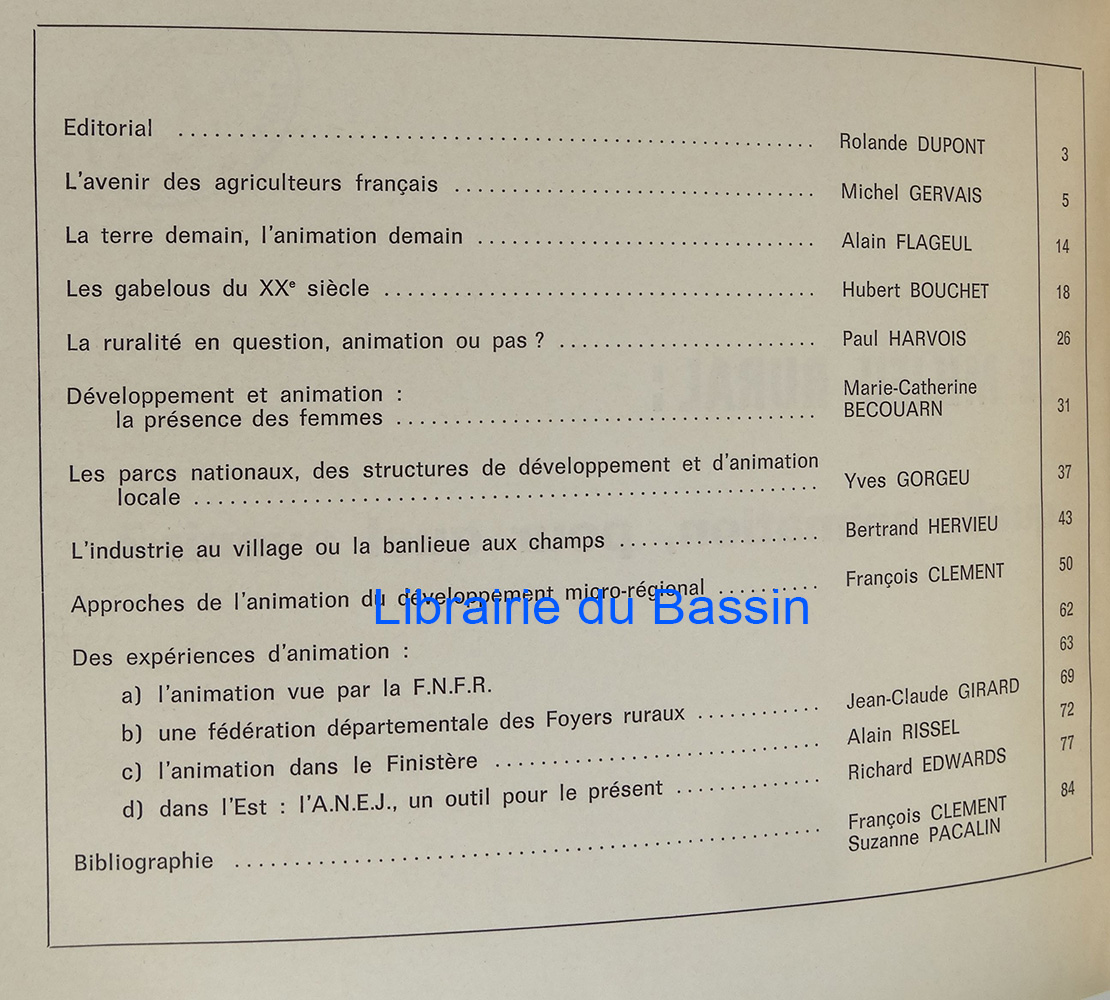 Editorial ........ Rolande DUPONT 3
L'avenir des agriculteurs français ........ Michel GERVAIS 5
La terre demain, l'animation demain ........ Alain FLAGEUL 14
Les gabelous du XXe siècle ........ Hubert BOUCHET 18
La ruralité en question, animation ou pas ? ........ Paul HARVOIS 26
Développement et animation : Marie-Catherine
la présence des femmes ........ BECOUARN 31
Les parcs nationaux, des structures de développement et d'animation
locale ........ Yves GORGEU 37
L'industrie au village ou la banlieue aux champs ........ Bertrand HERVIEU 43
Approches de l'animation du développement micro-régional ........ François CLEMENT 50
Librairie du Bassin
Des expériences d'animation : 62
a) l'animation vue par la F.N.F.R. 63
b) une fédération départementale des Foyers ruraux ........ Jean-Claude GIRARD 69
c) l'animation dans le Finistère ........ Alain RISSEL 72
d) dans l'Est : l'A.N.E.J., un outil pour le présent ........ Richard EDWARDS 77
Bibliographie ........ François CLEMENT 84
Suzanne PACALIN